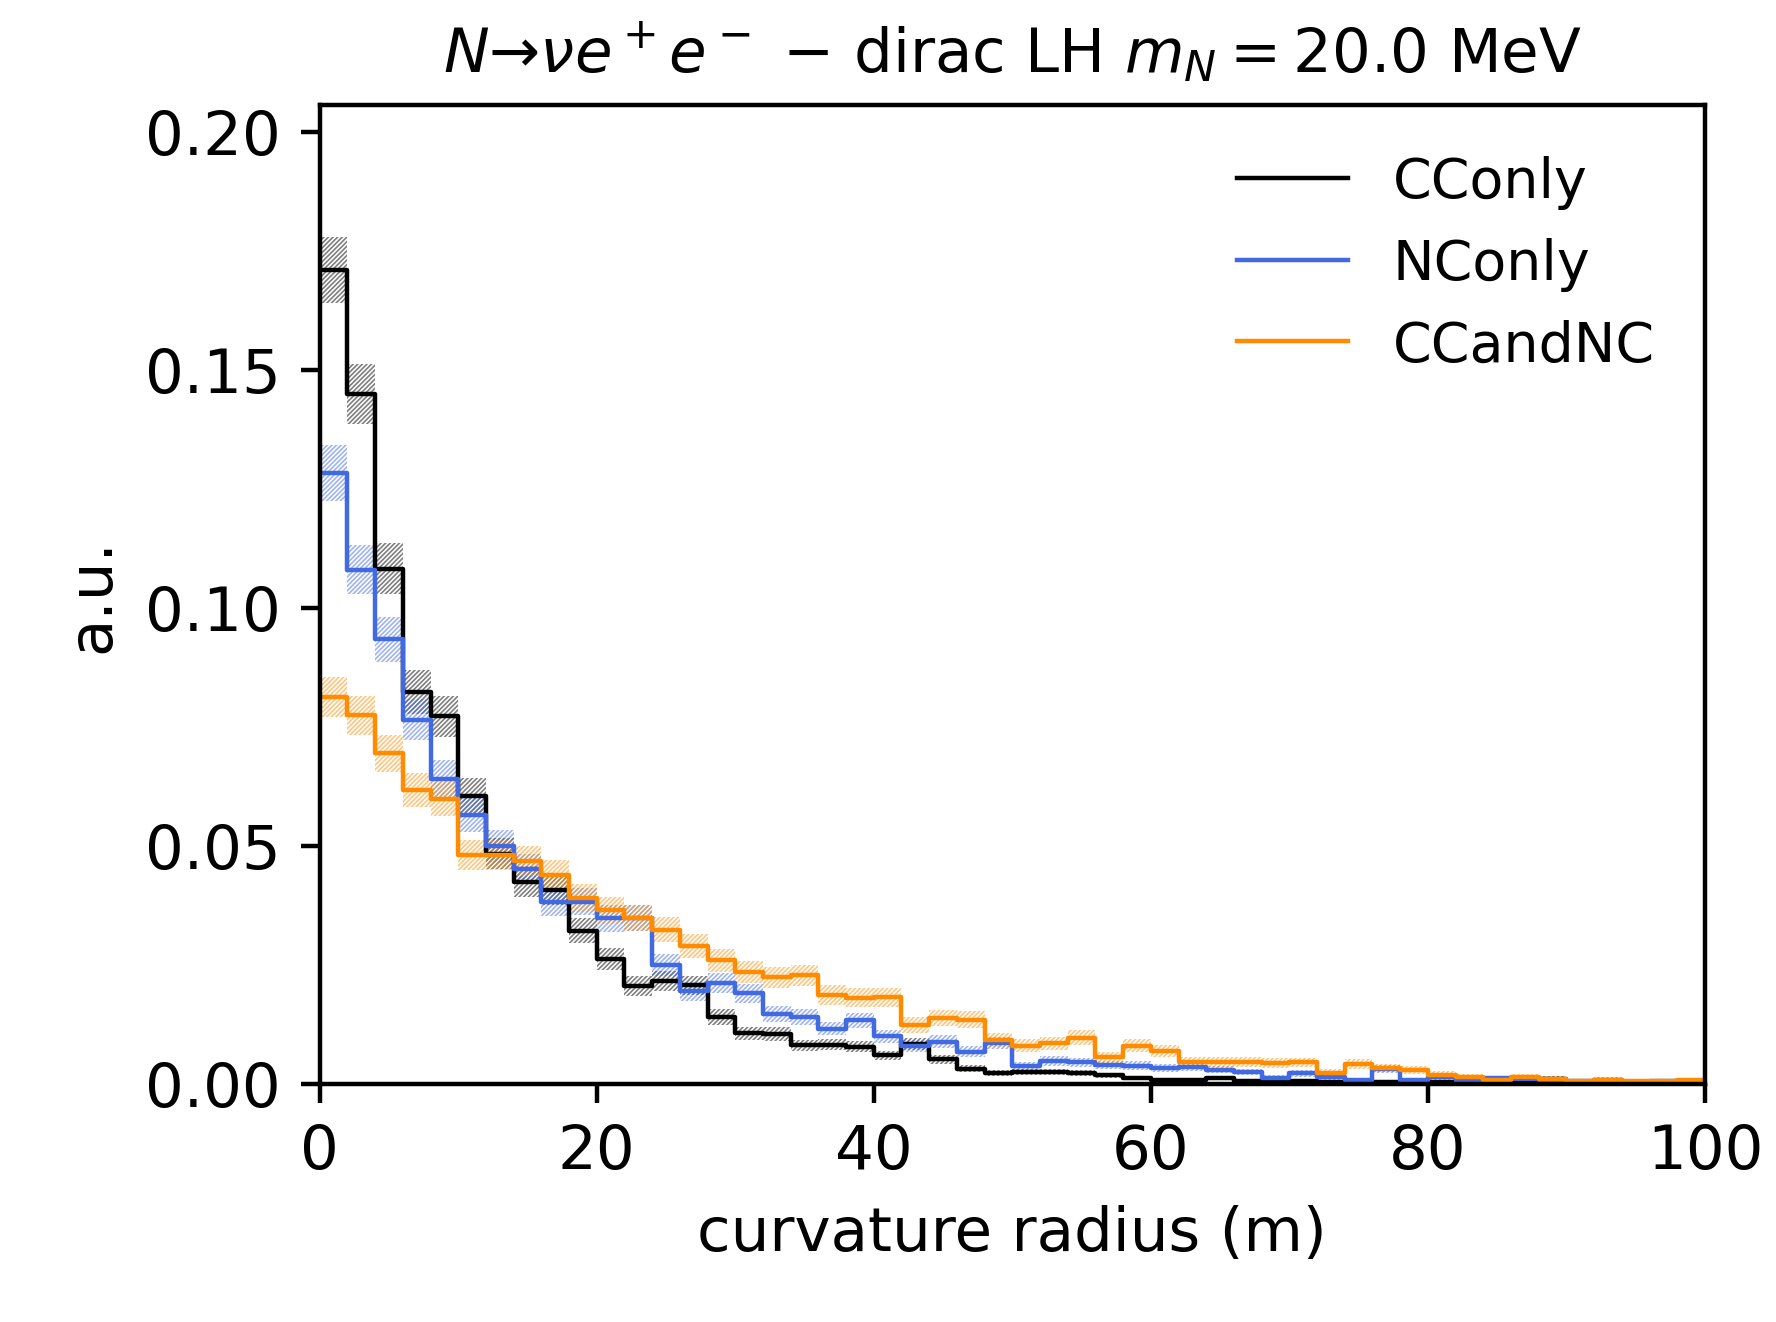 N→νe⁺e⁻ − dirac LH m_N = 20.0 MeV
0.20
0.15
0.10
0.05
0.00
a.u.
CConly
NConly
CCandNC
0 20 40 60 80 100
curvature radius (m)